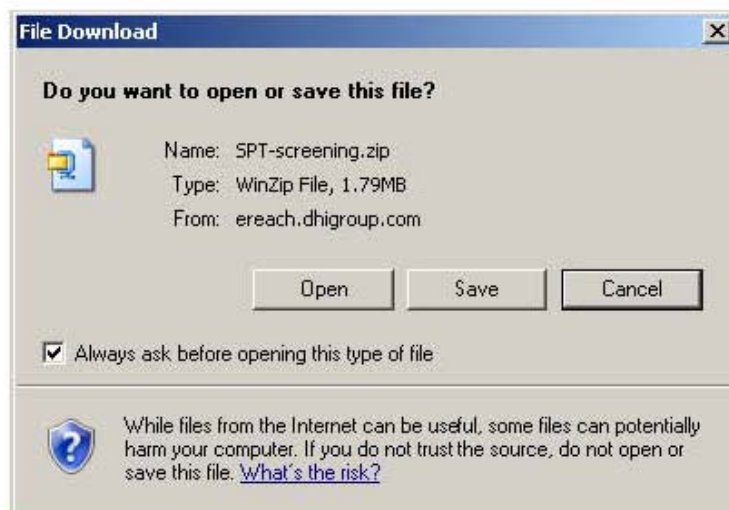 File Download
Do you want to open or save this file?
Name: SPT-screening.zip
Type: WinZip File, 1.79MB
From: ereach.dhigroup.com
Open Save Cancel
Always ask before opening this type of file
While files from the Internet can be useful, some files can potentially
harm your computer. If you do not trust the source, do not open or
save this file. What's the risk?